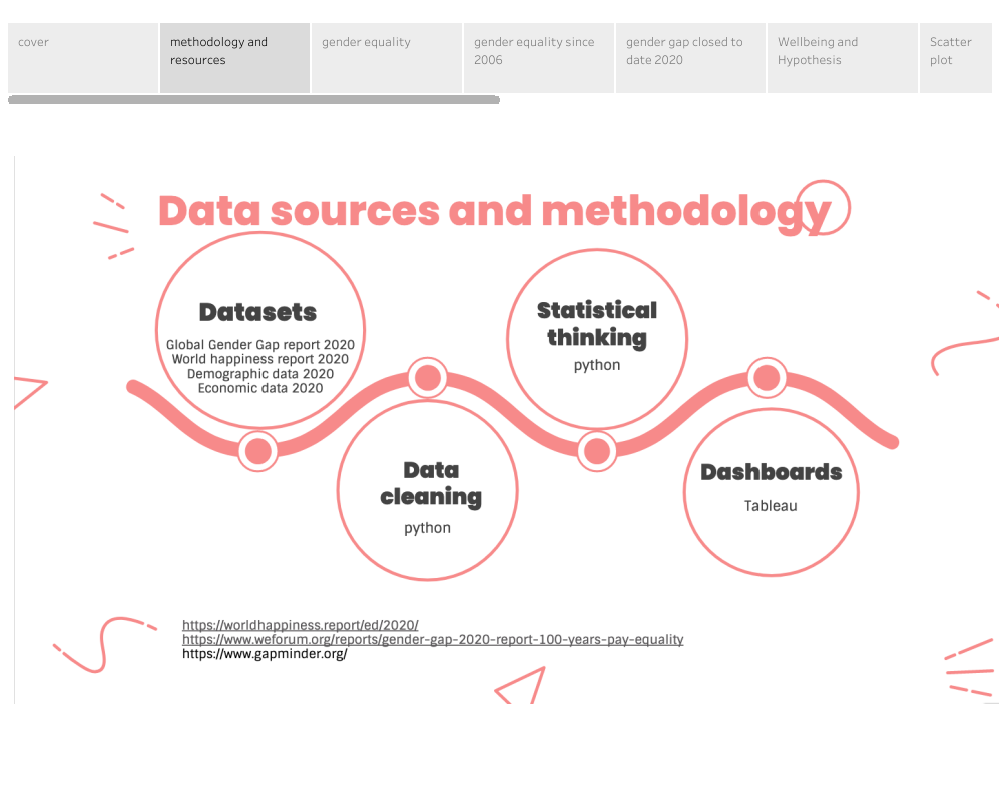 cover
methodology and
resources
gender equality
gender equality since
2006
gender gap closed to
date 2020
Wellbeing and
Hypothesis
Scatter
plot
Data sources and methodology
Datasets
Global Gender Gap report 2020
World happiness report 2020
Demographic data 2020
Economic data 2020
Statistical
thinking
python
Data
cleaning
python
Dashboards
Tableau
https://worldhappiness.report/ed/2020/
https://www.weforum.org/reports/gender-gap-2020-report-100-years-pay-equality
https://www.gapminder.org/